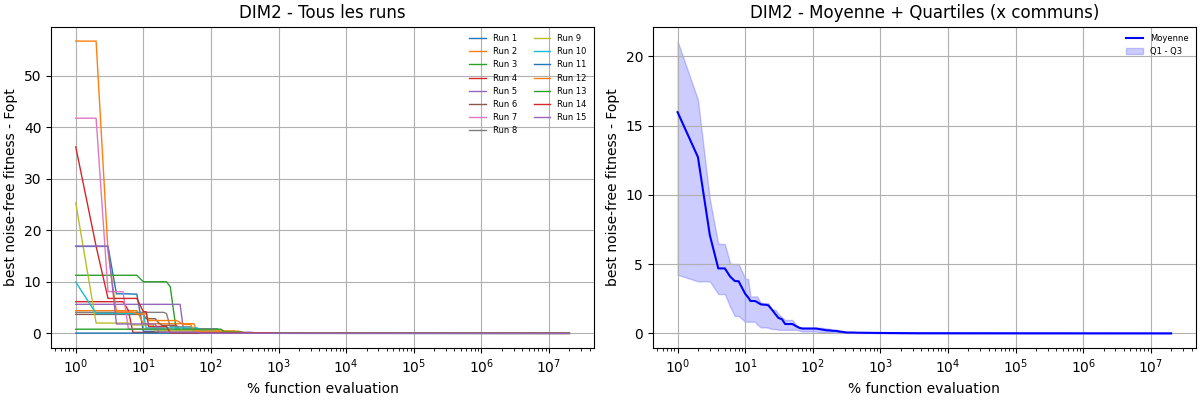 DIM2 - Tous les runs
best noise-free fitness - Fopt
50
40
30
20
10
0
10^0
10^1
10^2
10^3
10^4
10^5
10^6
10^7
% function evaluation
Run 1
Run 2
Run 3
Run 4
Run 5
Run 6
Run 7
Run 8
Run 9
Run 10
Run 11
Run 12
Run 13
Run 14
Run 15
DIM2 - Moyenne + Quartiles (x communs)
best noise-free fitness - Fopt
20
15
10
5
0
10^0
10^1
10^2
10^3
10^4
10^5
10^6
10^7
% function evaluation
Moyenne
Q1 - Q3